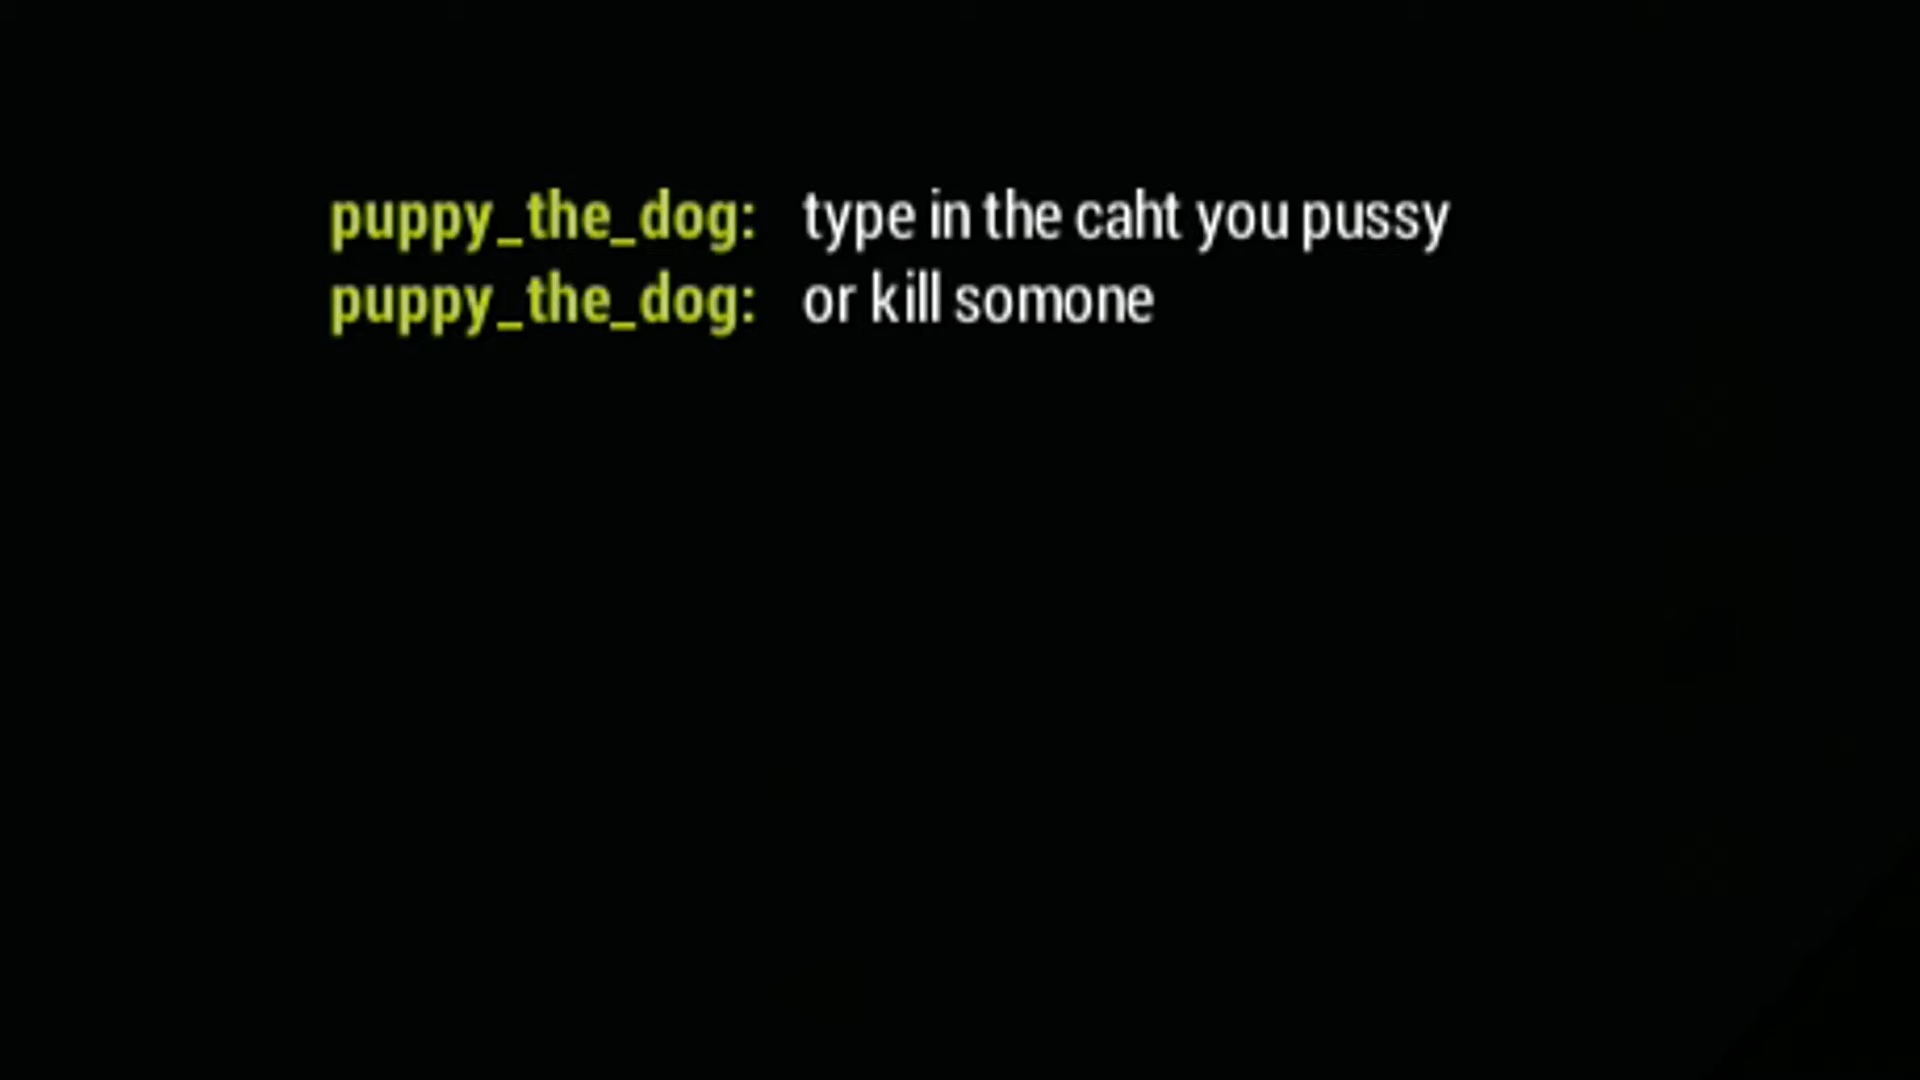 puppy_the_dog: type in the caht you pussy
puppy_the_dog: or kill somone